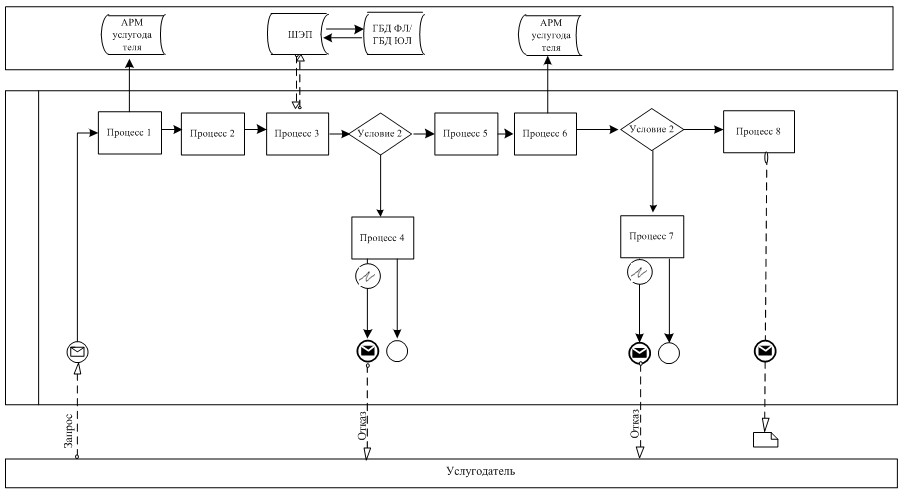 АРМ
услугода
теля
ШЭП
ГБД ФЛ/
ГБД ЮЛ
АРМ
услугода
теля
Процесс 1
Процесс 2
Процесс 3
Условие 2
Процесс 5
Процесс 6
Условие 2
Процесс 8
Процесс 4
Процесс 7
Запрос
Отказ
Отказ
Услугодатель